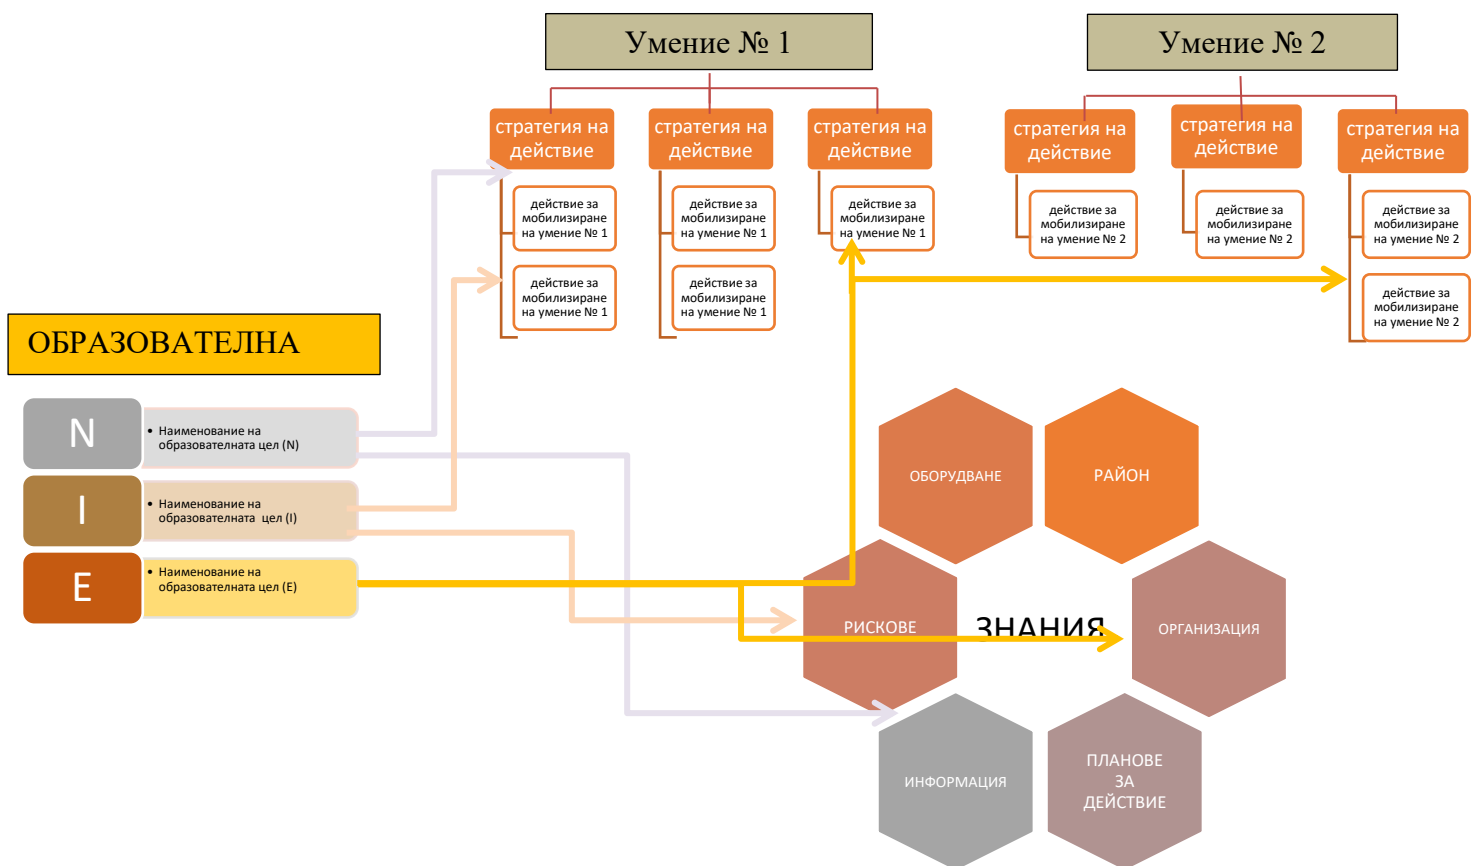 Умение № 1
Умение № 2
стратегия на
действие
стратегия на
действие
стратегия на
действие
стратегия на
действие
стратегия на
действие
стратегия на
действие
действие за
мобилизиране
на умение № 1
действие за
мобилизиране
на умение № 1
действие за
мобилизиране
на умение № 1
действие за
мобилизиране
на умение № 2
действие за
мобилизиране
на умение № 2
действие за
мобилизиране
на умение № 2
действие за
мобилизиране
на умение № 1
действие за
мобилизиране
на умение № 1
действие за
мобилизиране
на умение № 2
ОБРАЗОВАТЕЛНА
N
• Наименование на
образователната цел (N)
I
• Наименование на
образователната цел (I)
E
• Наименование на
образователната цел (E)
ОБОРУДВАНЕ
РАЙОН
РИСКОВЕ
ЗНАНИЯ
ОРГАНИЗАЦИЯ
ИНФОРМАЦИЯ
ПЛАНОВЕ
ЗА
ДЕЙСТВИЕ